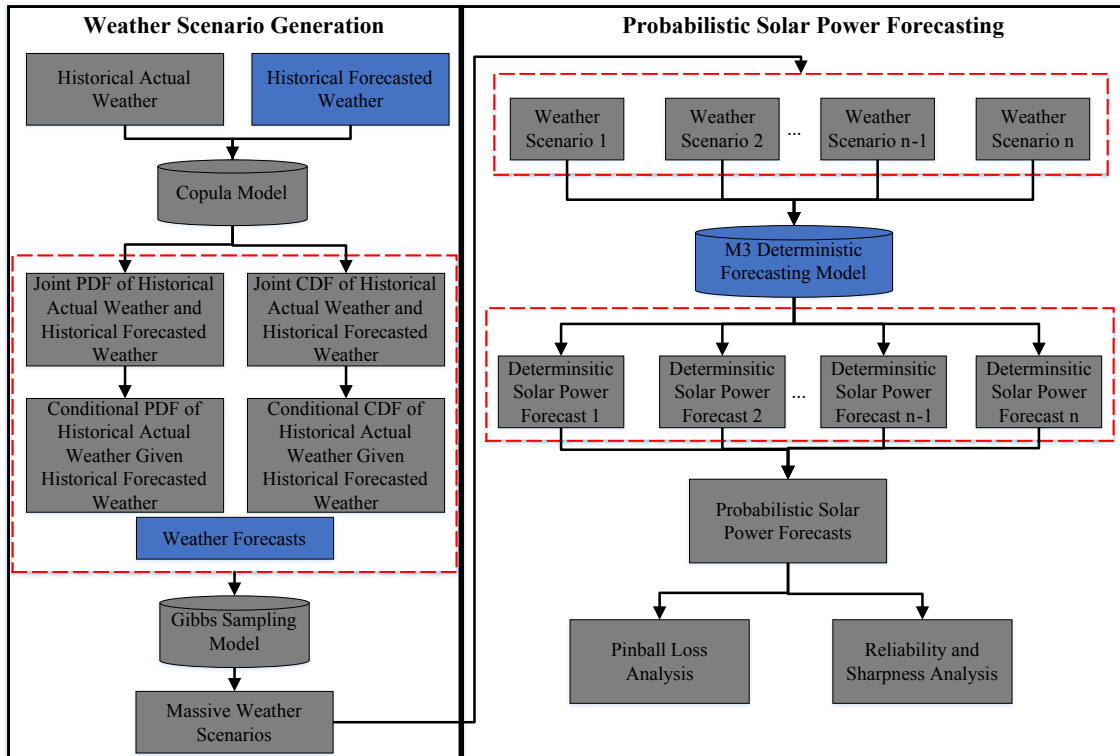 Weather Scenario Generation
Historical Actual
Weather
Historical Forecasted
Weather
Copula Model
Joint PDF of Historical
Actual Weather and
Historical Forecasted
Weather
Joint CDF of Historical
Actual Weather and
Historical Forecasted
Weather
Conditional PDF of
Historical Actual
Weather Given
Historical Forecasted
Weather
Conditional CDF of
Historical Actual
Weather Given
Historical Forecasted
Weather
Weather Forecasts
Gibbs Sampling
Model
Massive Weather
Scenarios
Probabilistic Solar Power Forecasting
Weather
Scenario 1
Weather
Scenario 2
...
Weather
Scenario n-1
Weather
Scenario n
M3 Deterministic
Forecasting Model
Determinsitic
Solar Power
Forecast 1
Determinsitic
Solar Power
Forecast 2
...
Determinsitic
Solar Power
Forecast n-1
Determinsitic
Solar Power
Forecast n
Probabilistic Solar
Power Forecasts
Pinball Loss
Analysis
Reliability and
Sharpness Analysis